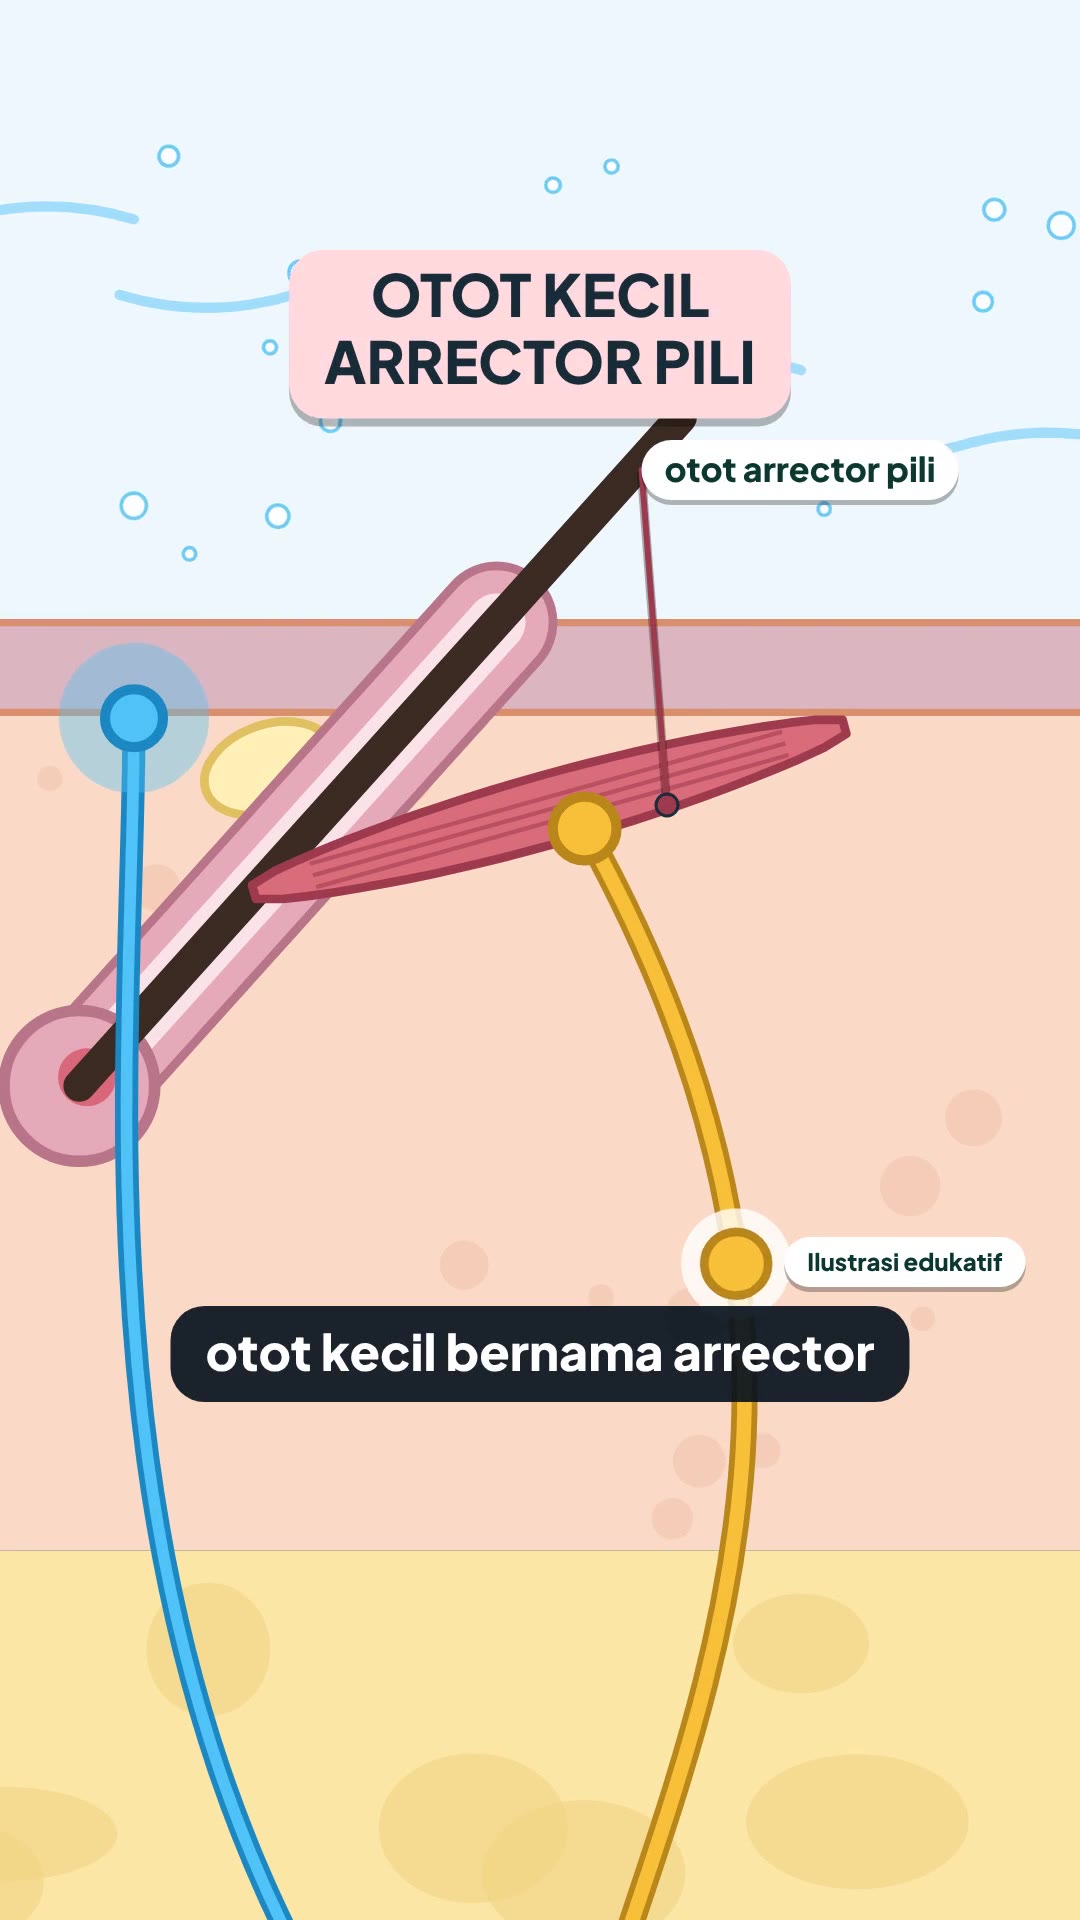 OTOT KECIL
ARRECTOR PILI
otot arrector pili
Ilustrasi edukatif
otot kecil bernama arrector